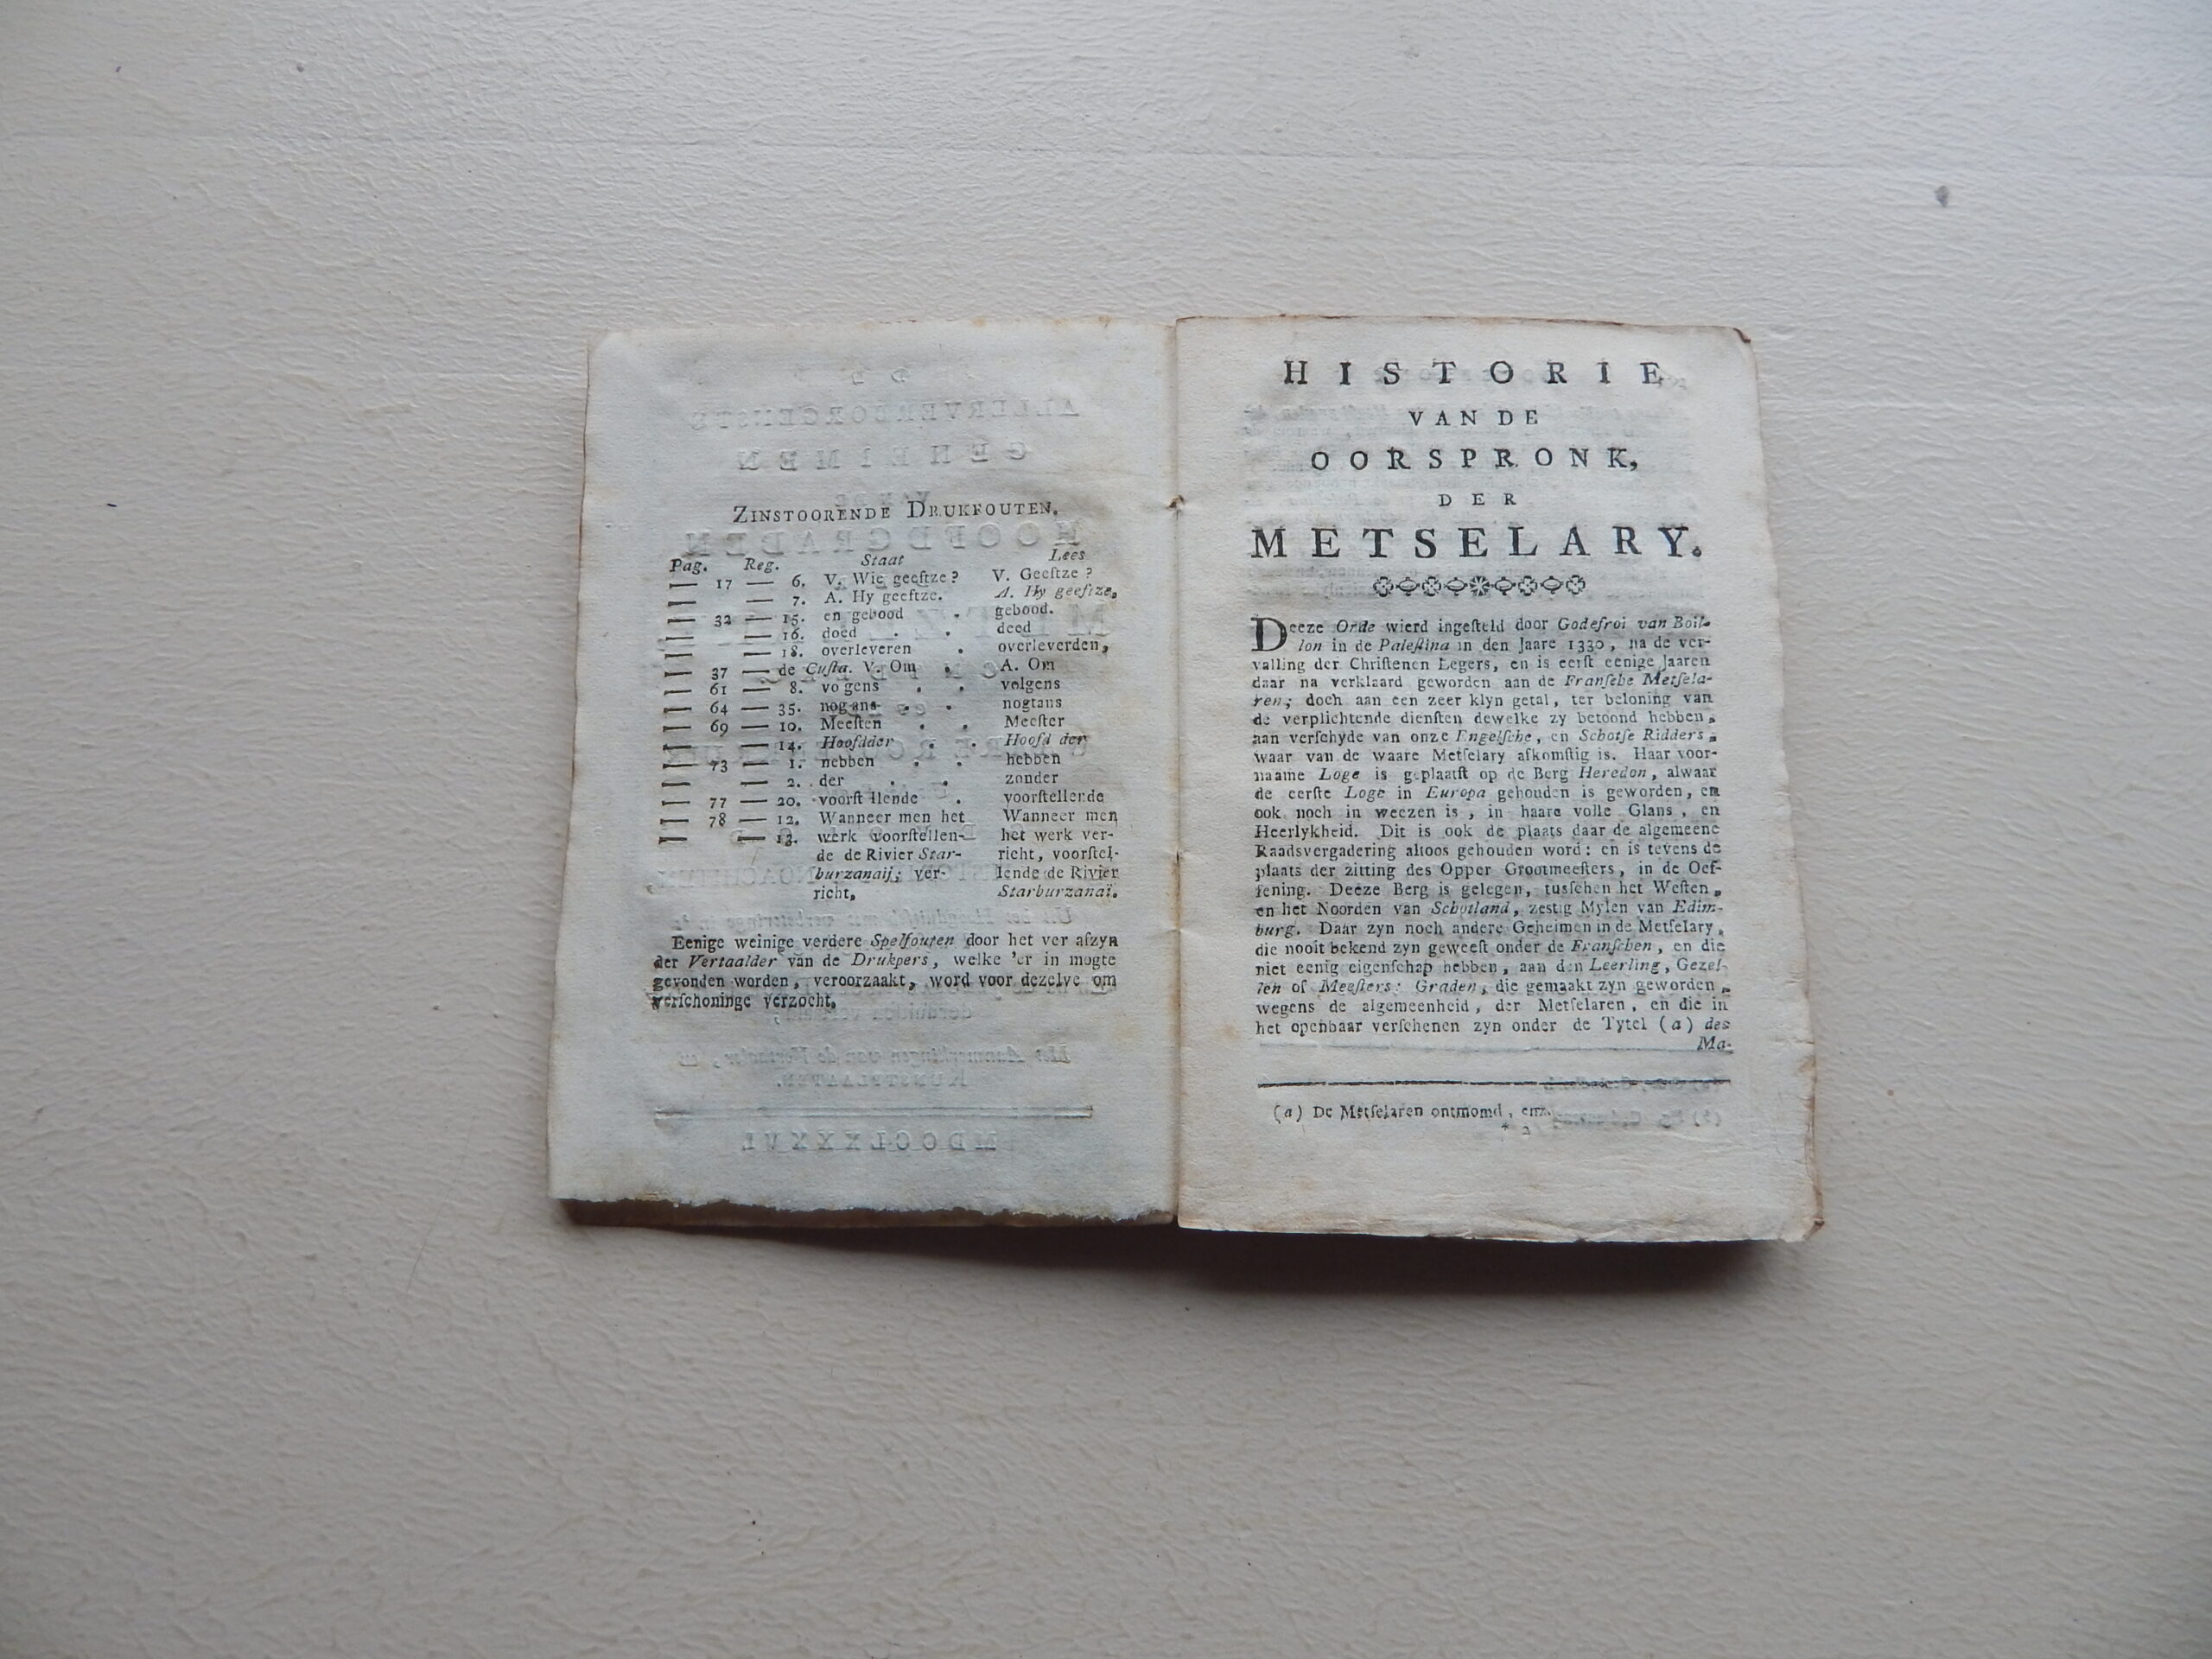 ZINSTOORENDE DRUKFOUTEN.
Pag. Reg. Staat Lees
— 17 — 6. V. Wie geeftze? V. Geeftze?
— — 7. A. Hy geeftze. A. Hy geeftze,
— 32 — 15. en gebood . gebood.
— — 16. doed . . deed
— — 18. overleveren . overleverden,
— 37 — de Custa. V. Om . A. Om
— 61 — 8. vo gens . . volgens
— 64 — 35. nog ans . . nogtans
— 69 — 10. Meeſten . . Meeſter
— — 14. Hoofdder . . Hoofd der
— 73 — 1. nebben . . hebben
— — 2. der . . zonder
— 77 — 20. voorſt llende . voorſtellende
— 78 — 12. Wanneer men het Wanneer men
— — 13. werk voorſtellen- het werk ver-
de de Rivier Star- richt, voorſtel-
burzanaij; ver- lende de Rivier
richt, Starburzanaï.
Eenige weinige verdere Spelfouten door het ver afzyn
der Vertaalder van de Drukpers, welke 'er in mogte
gevonden worden, veroorzaakt, word voor dezelve om
verſchoninge verzocht.
HISTORIE
VAN DE
OORSPRONK,
DER
METSELARY.
Deeze Orde wierd ingeſteld door Godefroi van Boil-
lon in de Paleſtina in den Jaare 1330, na de ver-
valling der Chriſtenen Legers, en is eerſt eenige Jaaren
daar na verklaard geworden aan de Franſche Metſela-
ren; doch aan een zeer klyn getal, ter beloning van
de verplichtende dienſten dewelke zy betoond hebben,
aan verſchyde van onze Engelſche, en Schotſe Ridders,
waar van de waare Metſelary afkomſtig is. Haar voor-
naame Loge is geplaatſt op de Berg Heredon, alwaar
de eerſte Loge in Europa gehouden is geworden, en
ook noch in weezen is, in haare volle Glans, en
Heerlykheid. Dit is ook de plaats daar de algemeene
Raadsvergadering altoos gehouden word: en is tevens de
plaats der zitting des Opper Grootmeeſters, in de Oef-
fening. Deeze Berg is gelegen, tusſchen het Weſten,
en het Noorden van Schotland, zestig Mylen van Edim-
burg. Daar zyn noch andere Geheimen in de Metſelary,
die nooit bekend zyn geweeſt onder de Franſchen, en die
niet eenig eigenſchap hebben, aan den Leerling, Gezel-
len of Meeſters: Graden, die gemaakt zyn geworden,
wegens de algemeenheid, der Metſelaren, en die in
het openbaar verſchenen zyn onder de Tytel (a) des
Ma-
(a) De Metſelaren ontmomd, enz.
* 2